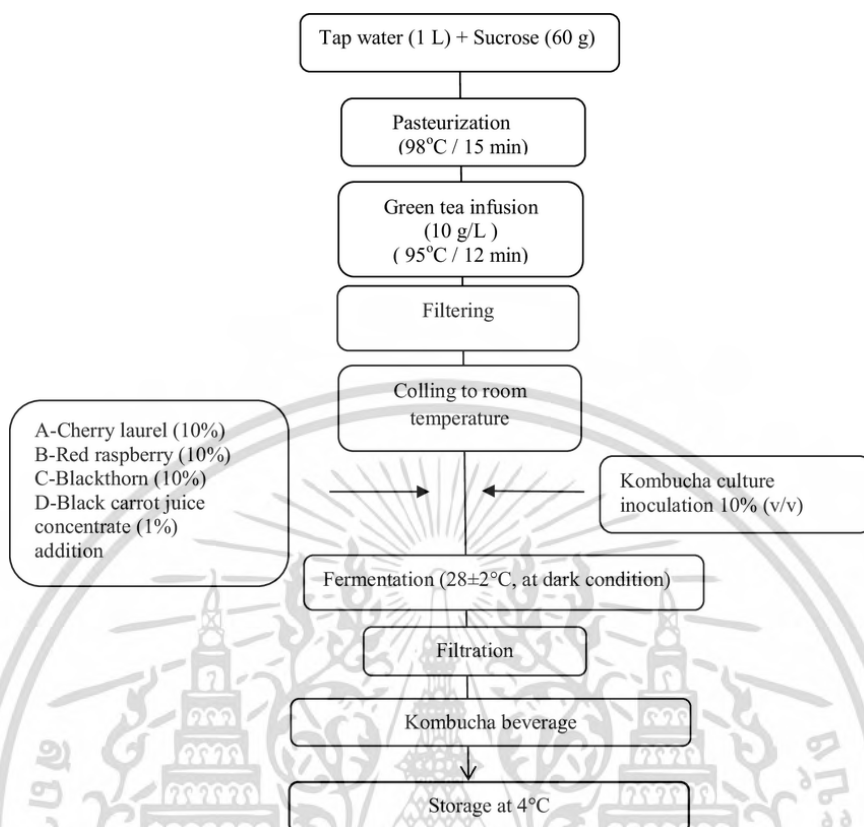 Tap water (1 L) + Sucrose (60 g)
Pasteurization
(98°C / 15 min)
Green tea infusion
(10 g/L )
( 95°C / 12 min)
Filtering
Colling to room
temperature
A-Cherry laurel (10%)
B-Red raspberry (10%)
C-Blackthorn (10%)
D-Black carrot juice
concentrate (1%)
addition
Kombucha culture
inoculation 10% (v/v)
Fermentation (28±2°C, at dark condition)
Filtration
Kombucha beverage
Storage at 4°C